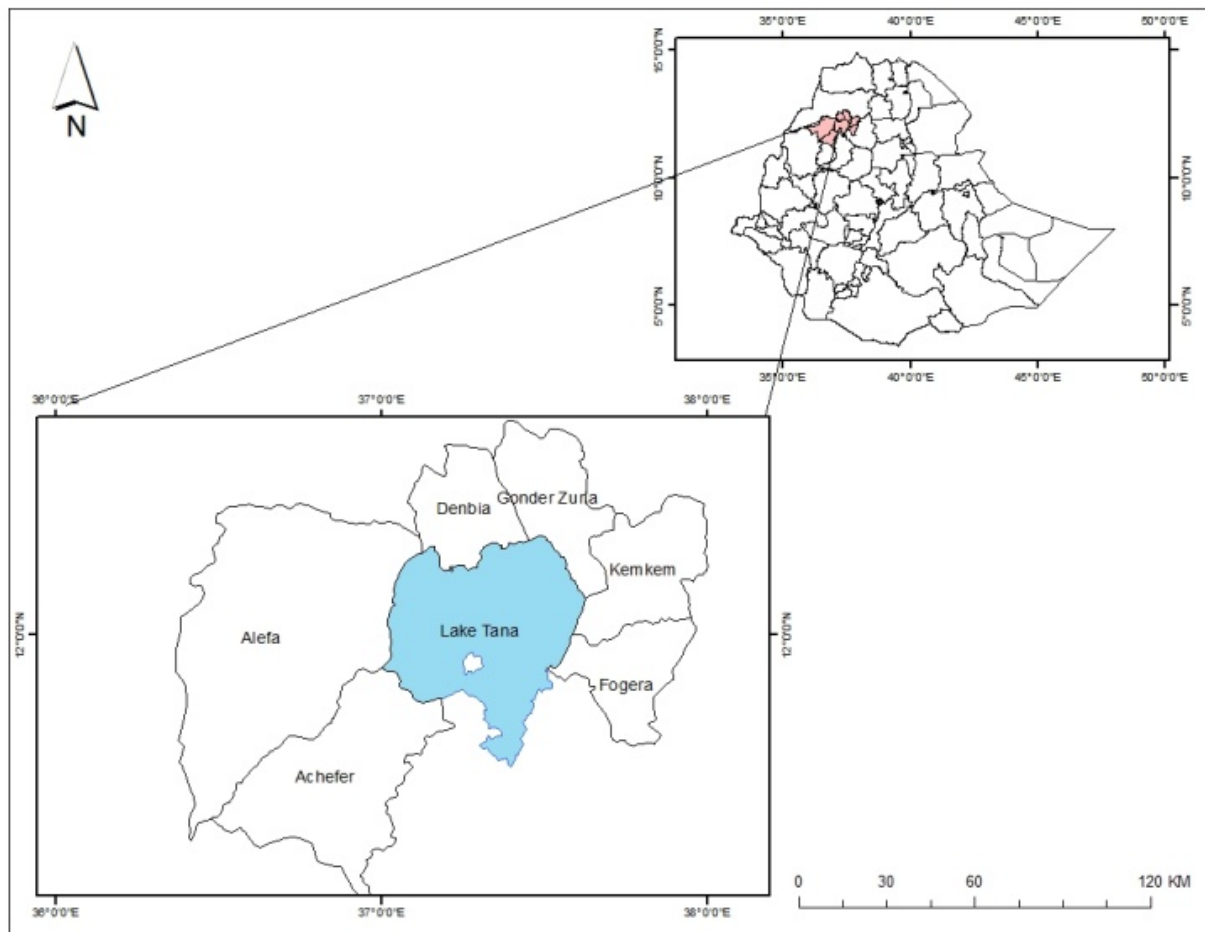 35°0'0"E 40°0'0"E 45°0'0"E 50°0'0"E
15°0'0"N 15°0'0"N
N
10°0'0"N 10°0'0"N
5°0'0"N 5°0'0"N
35°0'0"E 40°0'0"E 45°0'0"E 50°0'0"E
36°0'0"E 37°0'0"E 38°0'0"E
Gonder Zuria
Denbia
Kemkem
12°0'0"N Alefa Lake Tana 12°0'0"N
Fogera
Achefer
0 30 60 120 KM
36°0'0"E 37°0'0"E 38°0'0"E